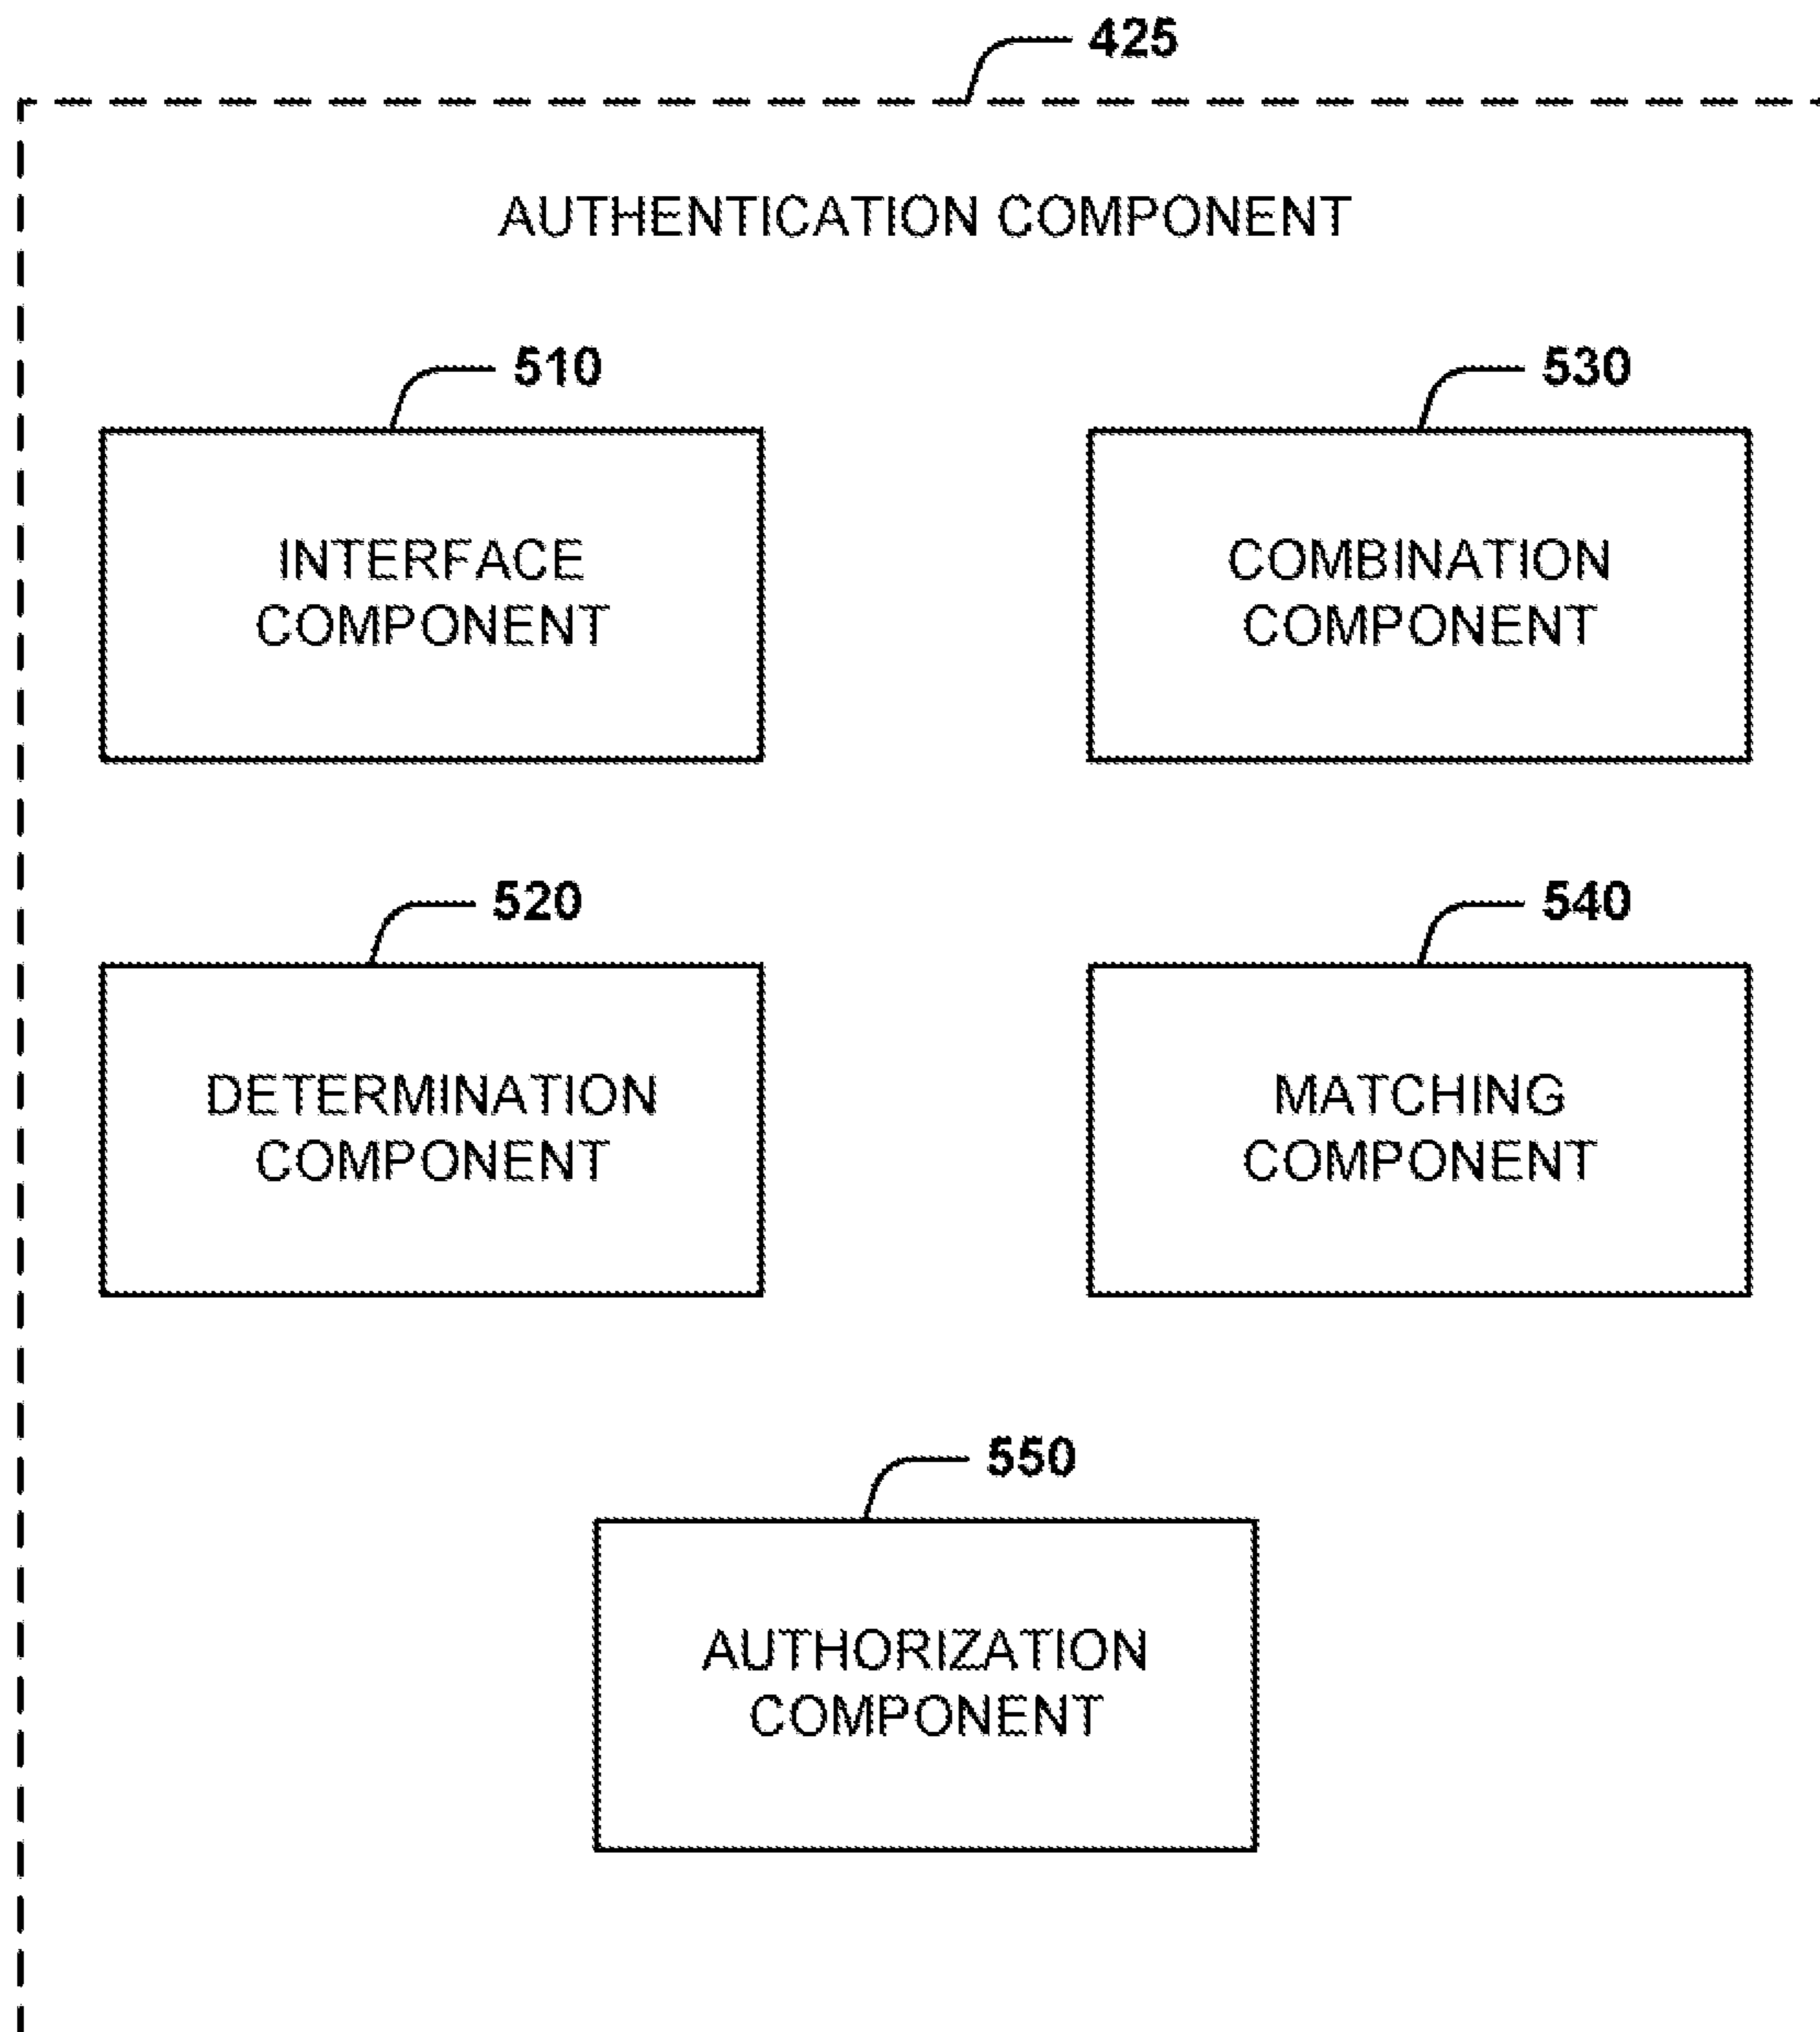 425
AUTHENTICATION COMPONENT
510
INTERFACE
COMPONENT
530
COMBINATION
COMPONENT
520
DETERMINATION
COMPONENT
540
MATCHING
COMPONENT
550
AUTHORIZATION
COMPONENT